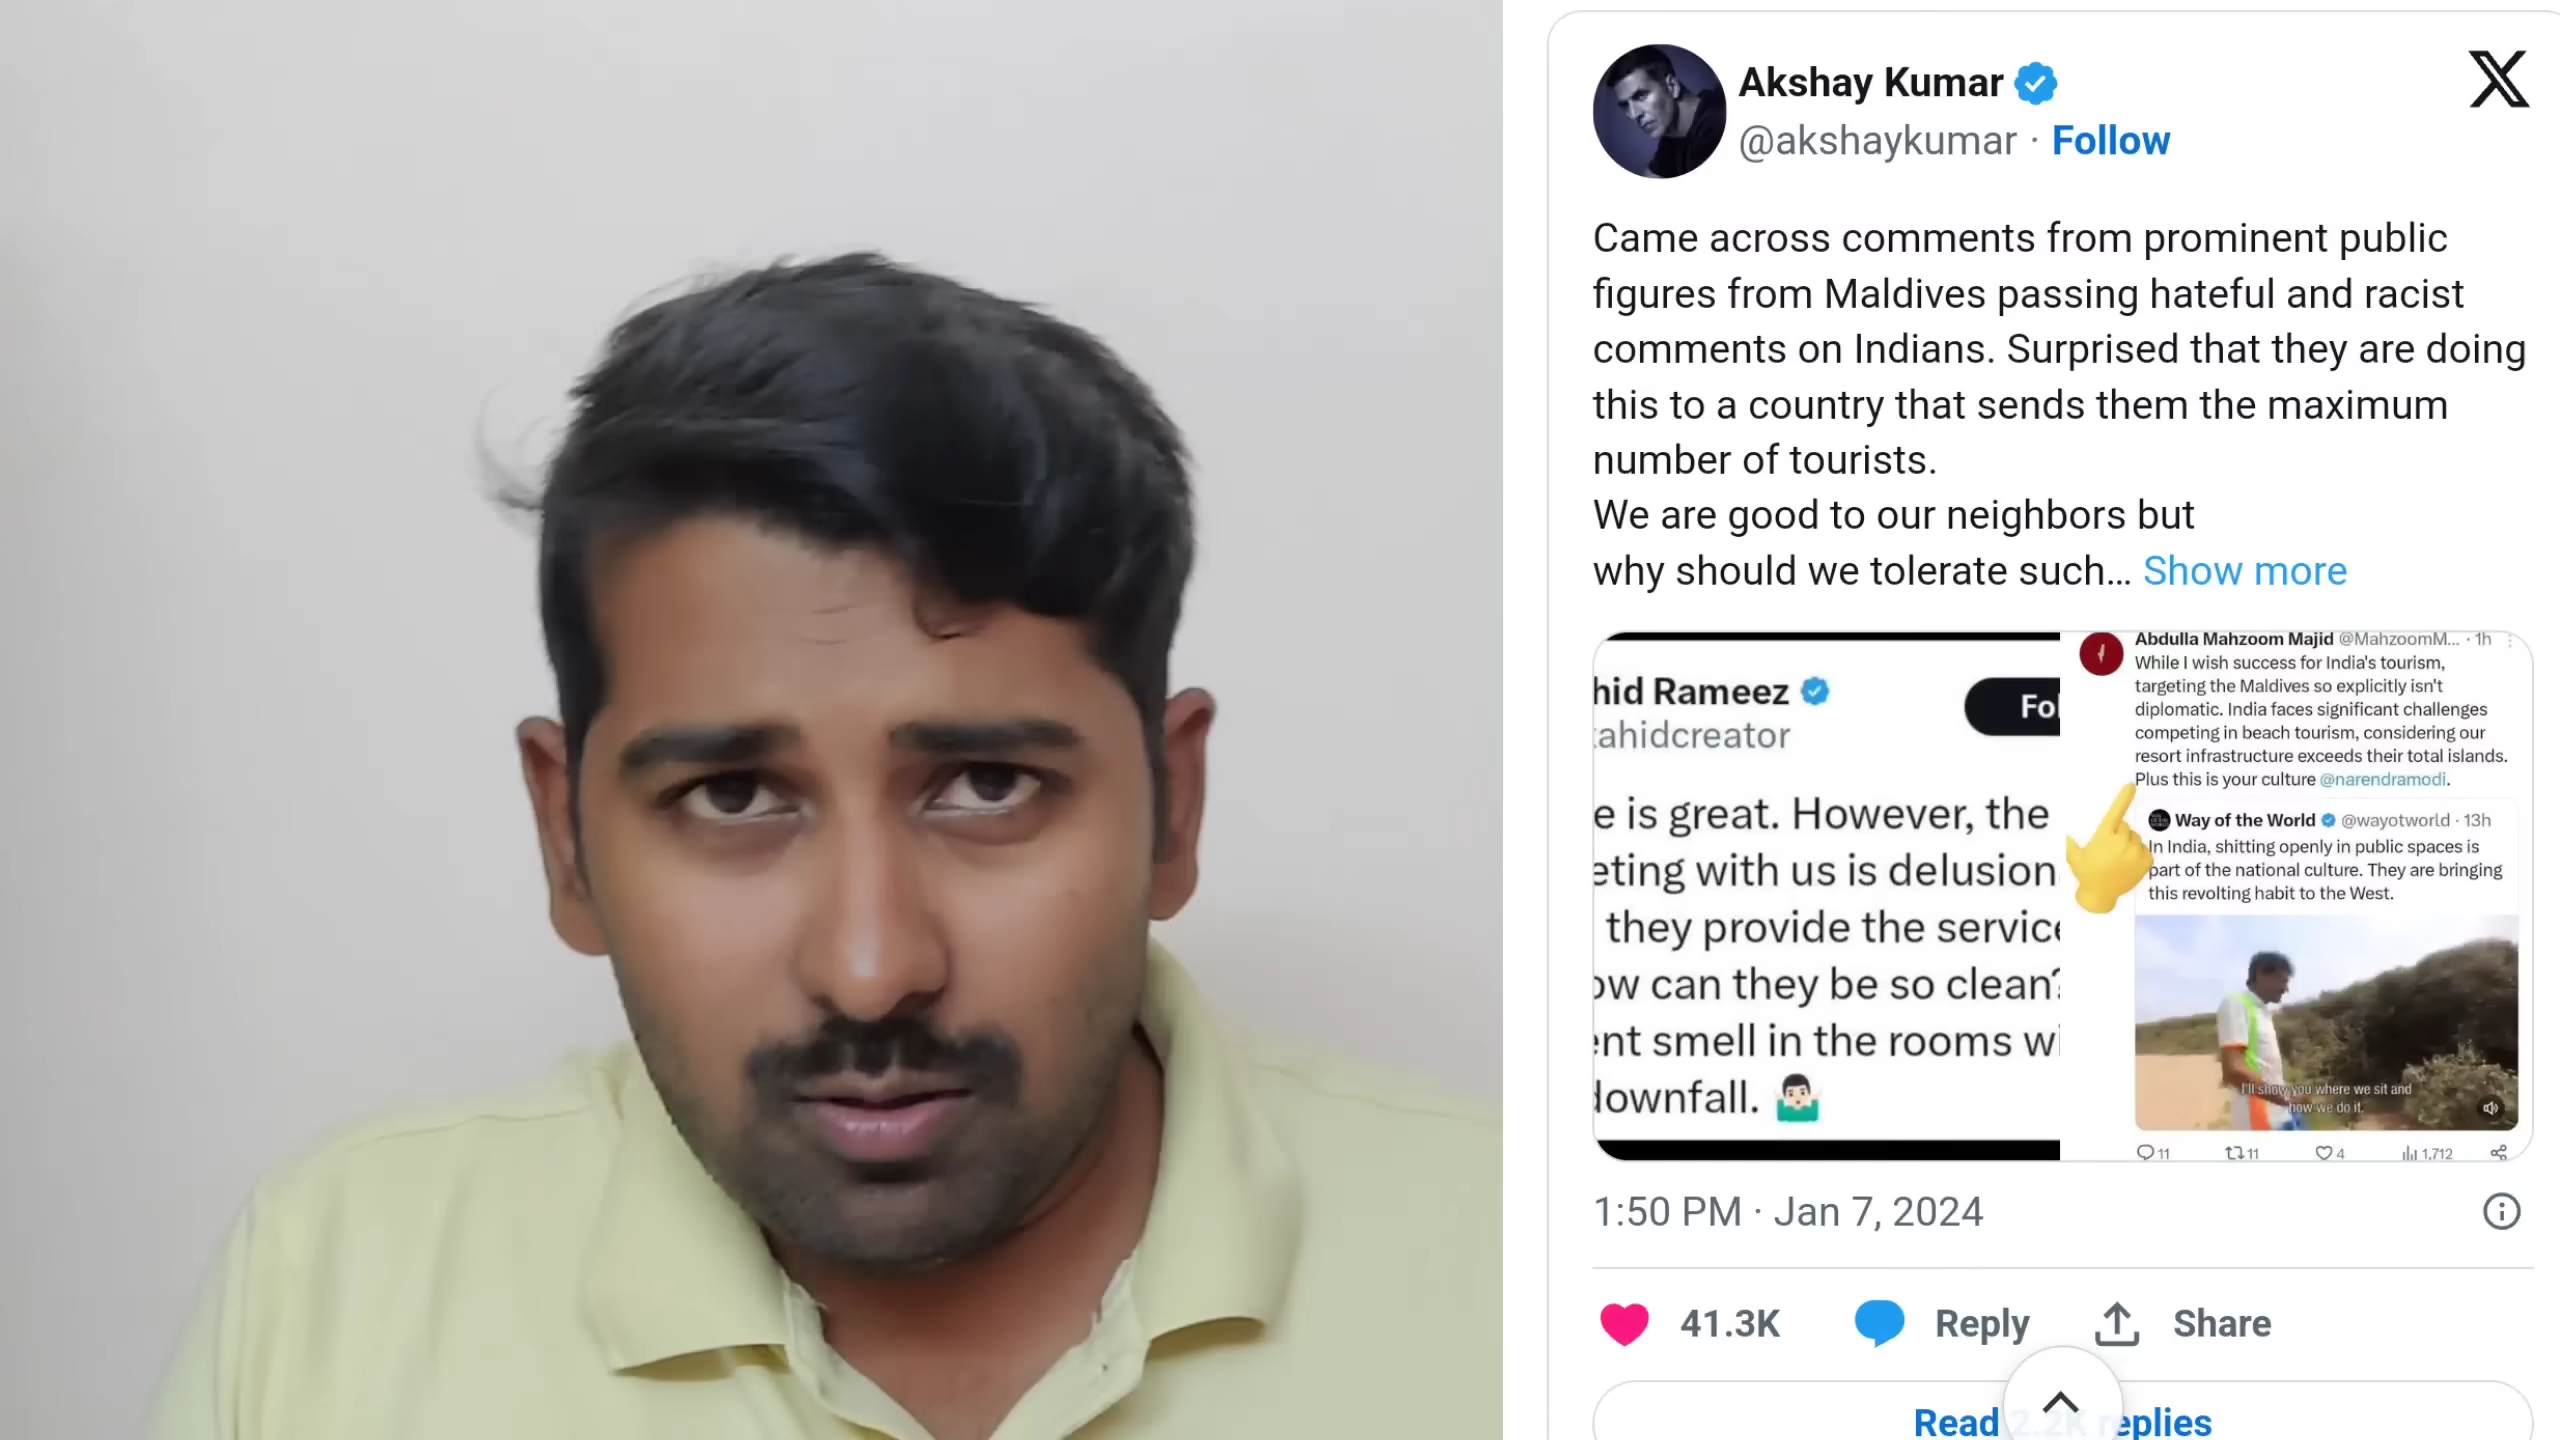 Akshay Kumar
@akshaykumar · Follow
Came across comments from prominent public
figures from Maldives passing hateful and racist
comments on Indians. Surprised that they are doing
this to a country that sends them the maximum
number of tourists.
We are good to our neighbors but
why should we tolerate such... Show more
hid Rameez
ahidcreator
Fol
e is great. However, the
eting with us is delusion
they provide the service
ow can they be so clean?
ent smell in the rooms wi
downfall.
Abdulla Mahzoom Majid @MahzoomM... · 1h
While I wish success for India's tourism,
targeting the Maldives so explicitly isn't
diplomatic. India faces significant challenges
competing in beach tourism, considering our
resort infrastructure exceeds their total islands.
Plus this is your culture @narendramodi.
Way of the World @wayotworld · 13h
In India, shitting openly in public spaces is
part of the national culture. They are bringing
this revolting habit to the West.
I'll show you where we sit and
how we do it.
11 11 4 1,712
1:50 PM · Jan 7, 2024
41.3K Reply Share
Read 2.2K replies